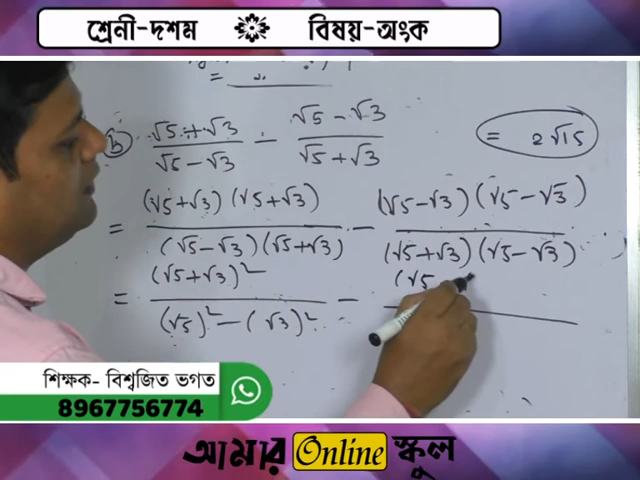 শ্রেনী-দশম বিষয়-অংক
b) (√5+√3)/(√5-√3) - (√5-√3)/(√5+√3) = 2√15
= (√5+√3)(√5+√3)/(√5-√3)(√5+√3) - (√5-√3)(√5-√3)/(√5+√3)(√5-√3)
= (√5+√3)²/(√5)²-(√3)² - (√5
শিক্ষক- বিশ্বজিত ভগত
8967756774
আমার Online স্কুল